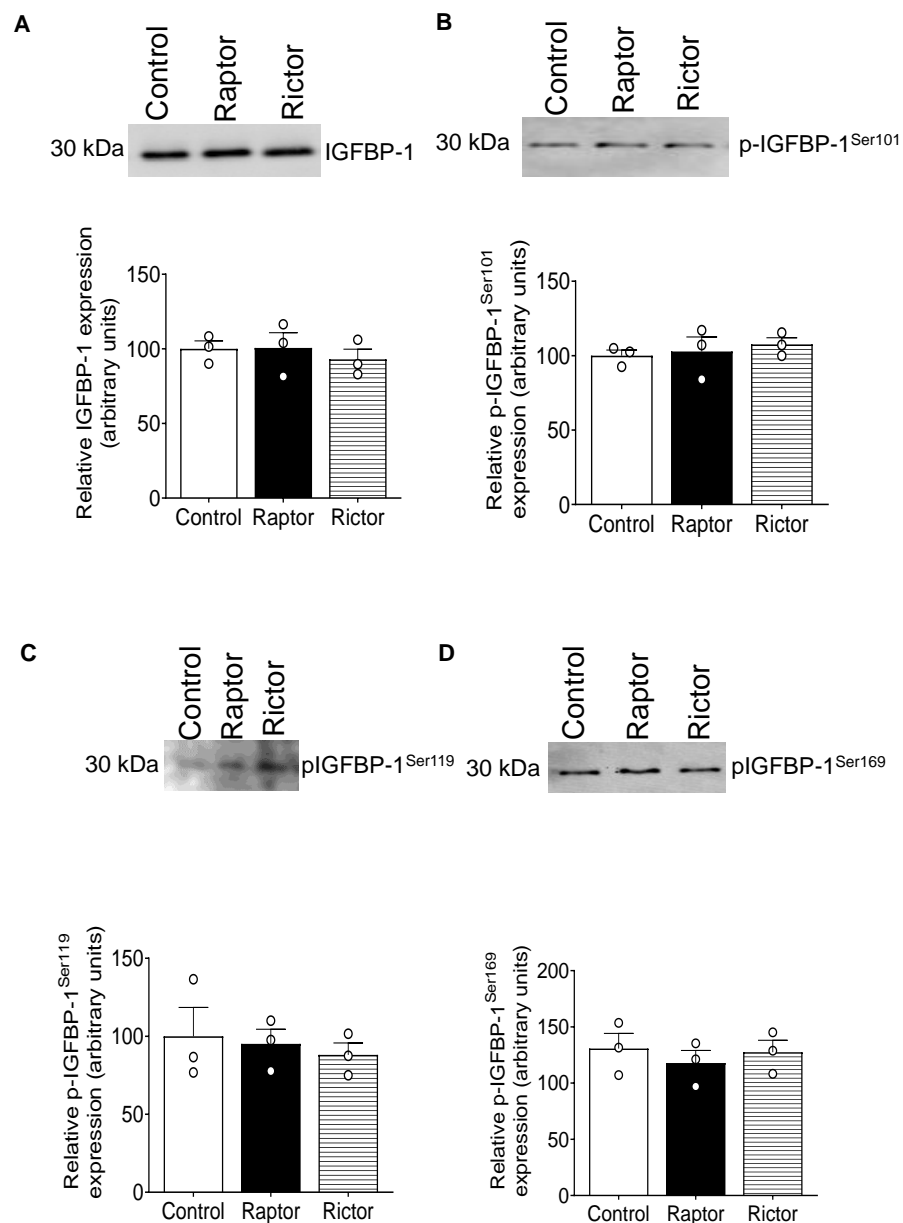 A
Control
Raptor
Rictor
30 kDa
IGFBP-1
Relative IGFBP-1 expression
(arbitrary units)
150
100
50
0
Control Raptor Rictor
B
Control
Raptor
Rictor
30 kDa
p-IGFBP-1Ser101
Relative p-IGFBP-1Ser101
expression (arbitrary units)
150
100
50
0
Control Raptor Rictor
C
Control
Raptor
Rictor
30 kDa
pIGFBP-1Ser119
Relative p-IGFBP-1Ser119
expression (arbitrary units)
150
100
50
0
Control Raptor Rictor
D
Control
Raptor
Rictor
30 kDa
pIGFBP-1Ser169
Relative p-IGFBP-1Ser169
expression (arbitrary units)
200
150
100
50
0
Control Raptor Rictor